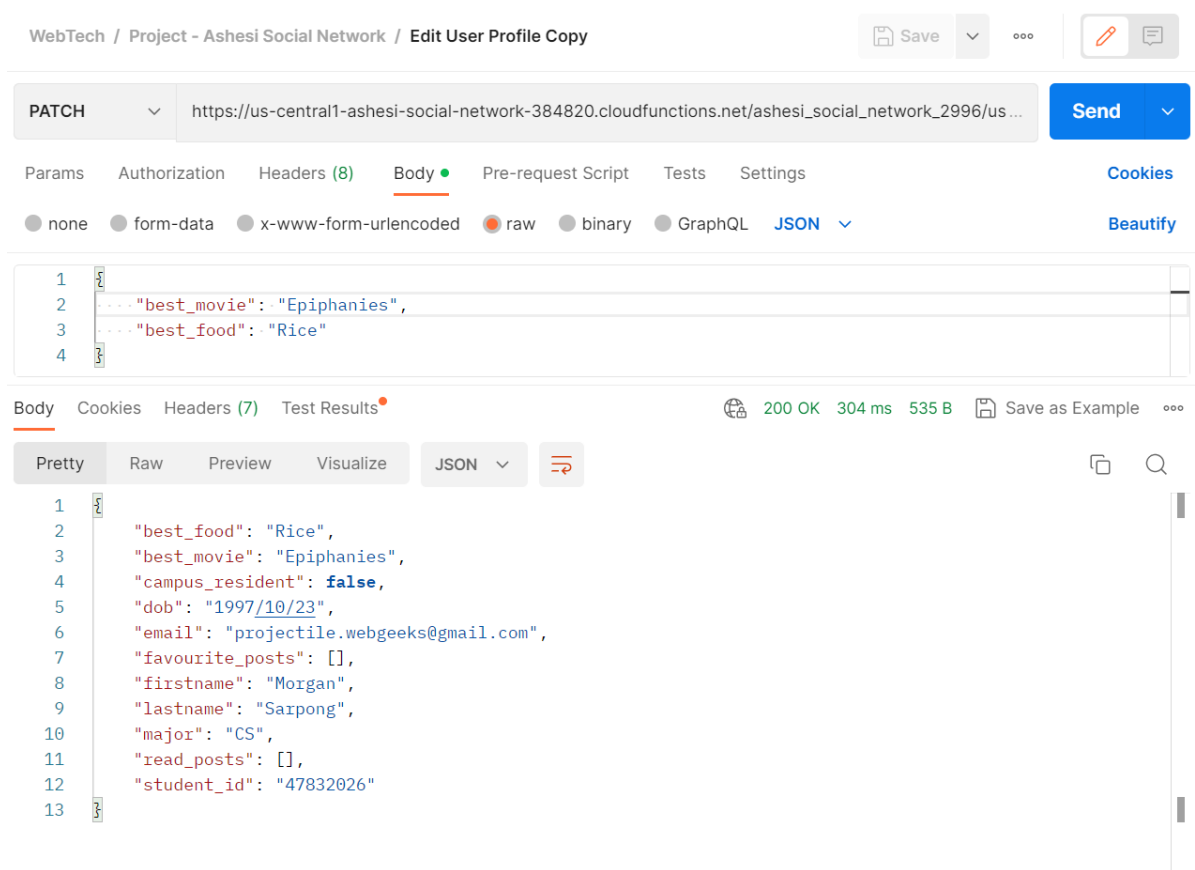 WebTech / Project - Ashesi Social Network / Edit User Profile Copy
Save
PATCH
https://us-central1-ashesi-social-network-384820.cloudfunctions.net/ashesi_social_network_2996/us...
Send
Params Authorization Headers (8) Body Pre-request Script Tests Settings Cookies
none form-data x-www-form-urlencoded raw binary GraphQL JSON Beautify
1 {
2 "best_movie": "Epiphanies",
3 "best_food": "Rice"
4 }
Body Cookies Headers (7) Test Results 200 OK 304 ms 535 B Save as Example
Pretty Raw Preview Visualize JSON
1 {
2 "best_food": "Rice",
3 "best_movie": "Epiphanies",
4 "campus_resident": false,
5 "dob": "1997/10/23",
6 "email": "projectile.webgeeks@gmail.com",
7 "favourite_posts": [],
8 "firstname": "Morgan",
9 "lastname": "Sarpong",
10 "major": "CS",
11 "read_posts": [],
12 "student_id": "47832026"
13 }